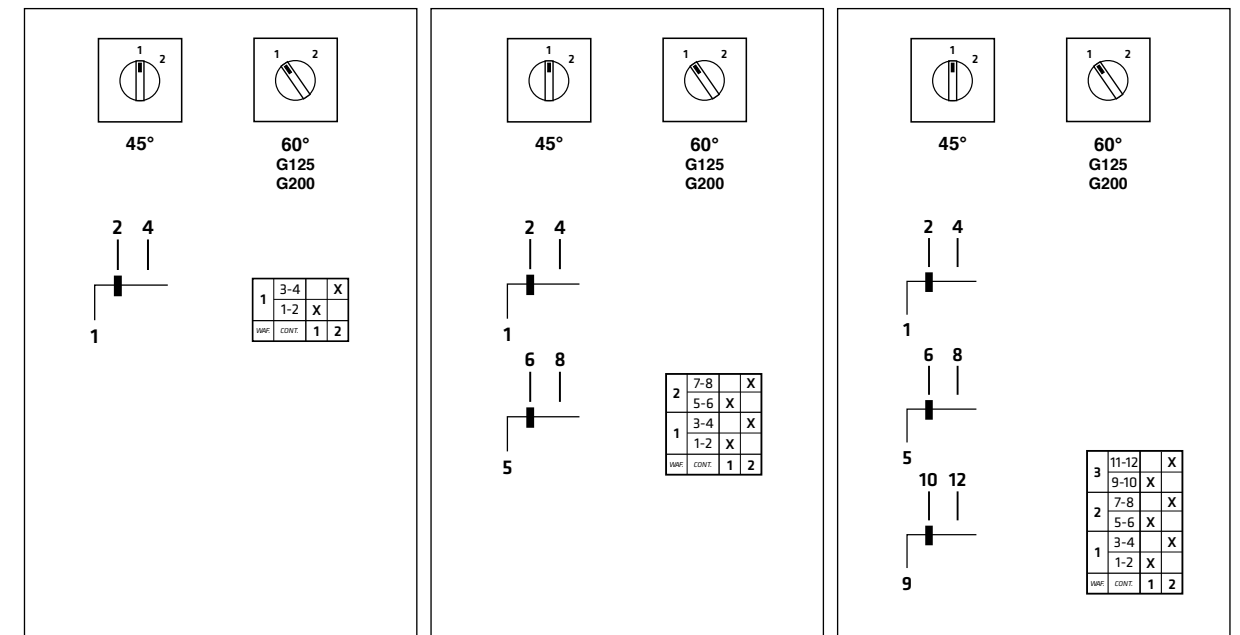 1 2
1 2
45°
60°
G125
G200
2 4
1
1 3-4 X
1-2 X
WAF. CONT. 1 2
1 2
1 2
45°
60°
G125
G200
2 4
1
6 8
5
2 7-8 X
5-6 X
1 3-4 X
1-2 X
WAF. CONT. 1 2
1 2
1 2
45°
60°
G125
G200
2 4
1
6 8
5
10 12
9
3 11-12 X
9-10 X
2 7-8 X
5-6 X
1 3-4 X
1-2 X
WAF. CONT. 1 2